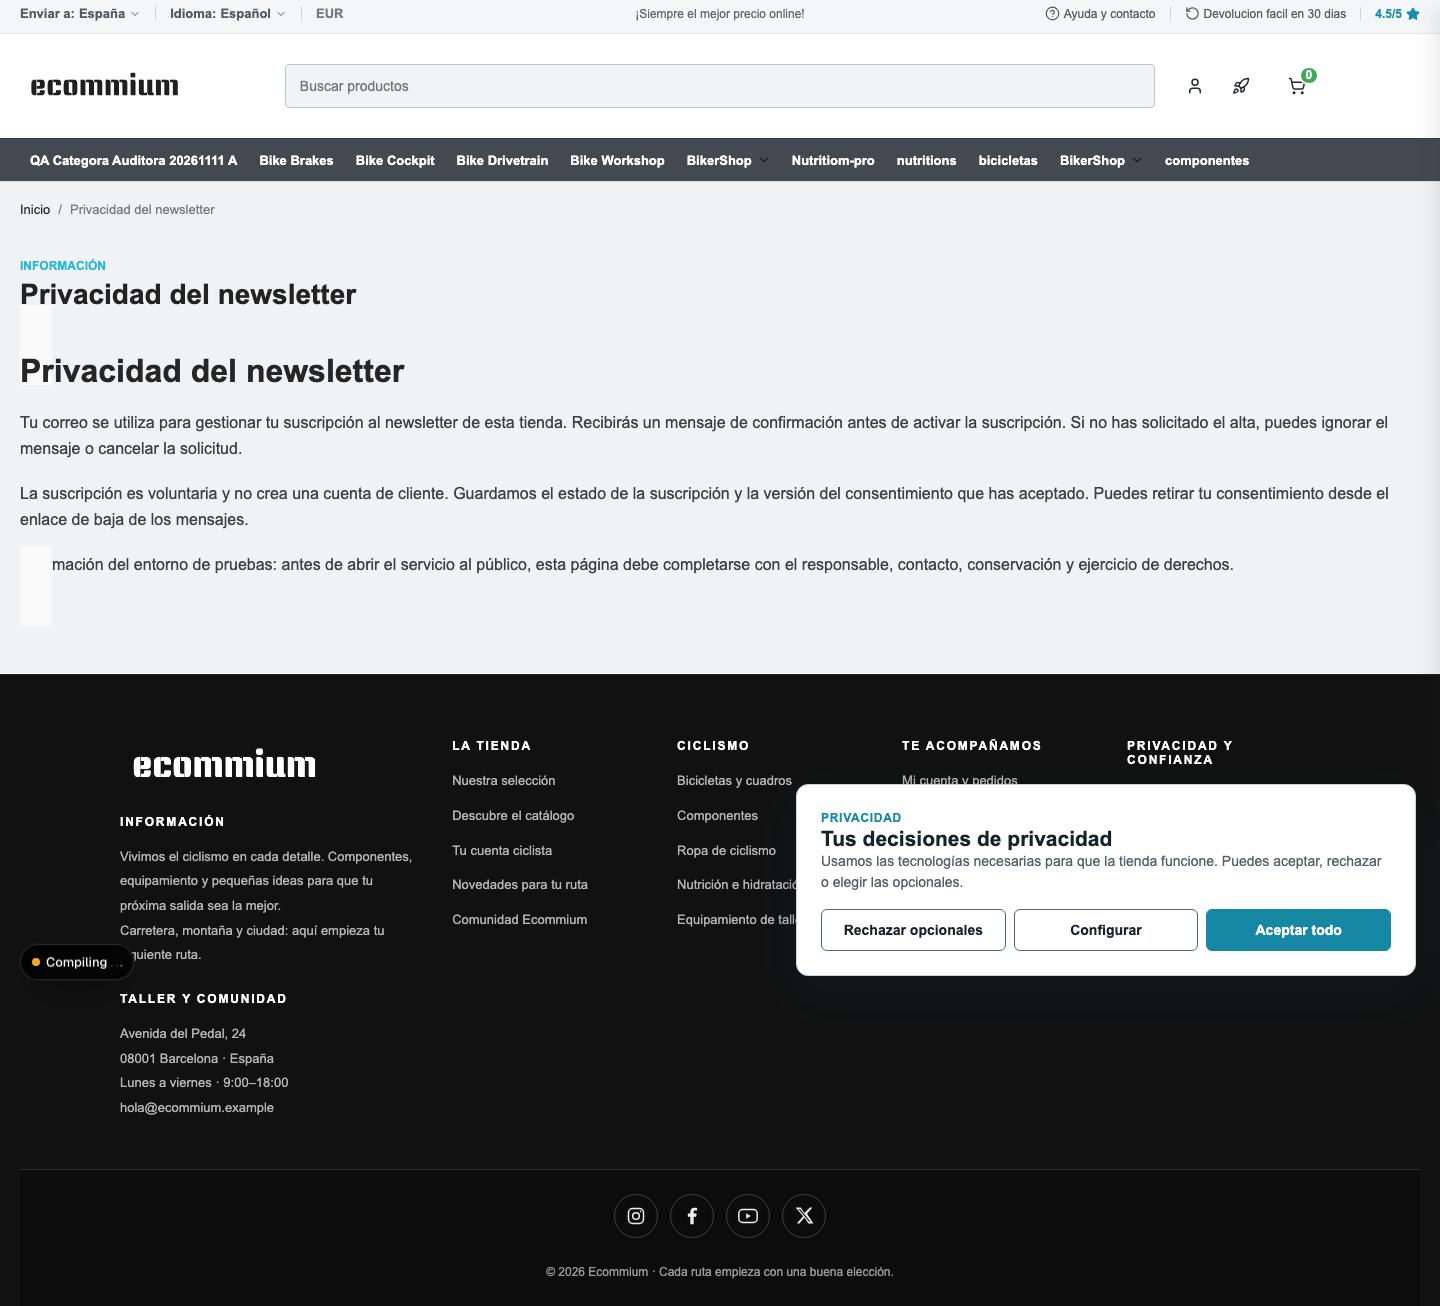 Enviar a: España
Idioma: Español
EUR
¡Siempre el mejor precio online!
Ayuda y contacto
Devolucion facil en 30 dias
4.5/5
ecommium
Buscar productos
0
QA Categora Auditora 20261111 A
Bike Brakes
Bike Cockpit
Bike Drivetrain
Bike Workshop
BikerShop
Nutritiom-pro
nutritions
bicicletas
BikerShop
componentes
Inicio / Privacidad del newsletter
INFORMACIÓN
Privacidad del newsletter
Privacidad del newsletter
Tu correo se utiliza para gestionar tu suscripción al newsletter de esta tienda. Recibirás un mensaje de confirmación antes de activar la suscripción. Si no has solicitado el alta, puedes ignorar el
mensaje o cancelar la solicitud.
La suscripción es voluntaria y no crea una cuenta de cliente. Guardamos el estado de la suscripción y la versión del consentimiento que has aceptado. Puedes retirar tu consentimiento desde el
enlace de baja de los mensajes.
mación del entorno de pruebas: antes de abrir el servicio al público, esta página debe completarse con el responsable, contacto, conservación y ejercicio de derechos.
ecommium
INFORMACIÓN
Vivimos el ciclismo en cada detalle. Componentes,
equipamiento y pequeñas ideas para que tu
próxima salida sea la mejor.
Carretera, montaña y ciudad: aquí empieza tu
quiente ruta.
Compiling ...
TALLER Y COMUNIDAD
Avenida del Pedal, 24
08001 Barcelona · España
Lunes a viernes · 9:00–18:00
hola@ecommium.example
LA TIENDA
Nuestra selección
Descubre el catálogo
Tu cuenta ciclista
Novedades para tu ruta
Comunidad Ecommium
CICLISMO
Bicicletas y cuadros
Componentes
Ropa de ciclismo
Nutrición e hidratació
Equipamiento de tall
TE ACOMPAÑAMOS
Mi cuenta y pedidos
PRIVACIDAD Y
CONFIANZA
PRIVACIDAD
Tus decisiones de privacidad
Usamos las tecnologías necesarias para que la tienda funcione. Puedes aceptar, rechazar
o elegir las opcionales.
Rechazar opcionales
Configurar
Aceptar todo
© 2026 Ecommium · Cada ruta empieza con una buena elección.